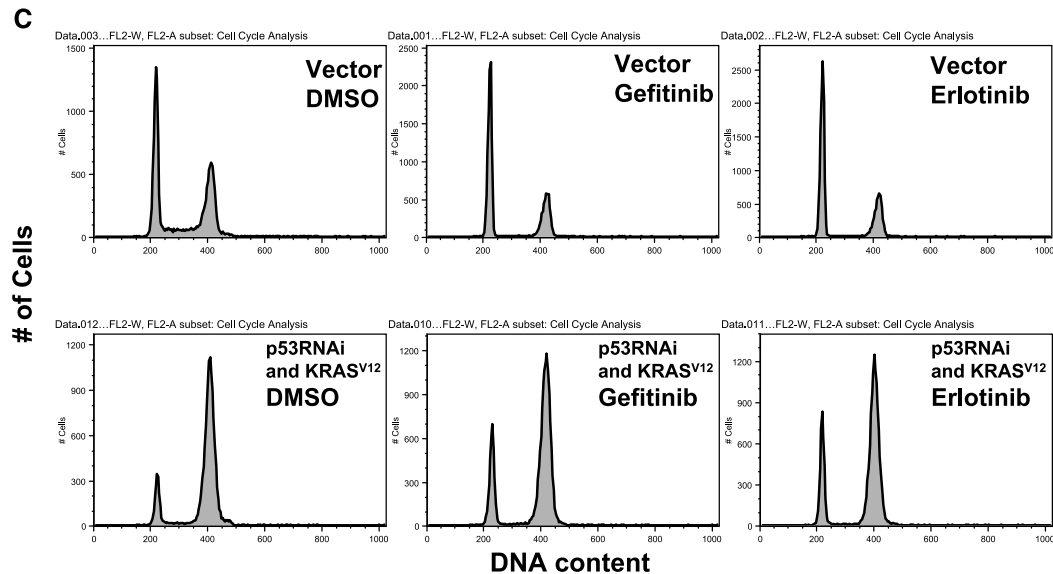 C
Data.003...FL2-W, FL2-A subset: Cell Cycle Analysis
Vector
DMSO
1500
1000
500
0
# Cells
0 200 400 600 800 1000
Data.001...FL2-W, FL2-A subset: Cell Cycle Analysis
Vector
Gefitinib
2500
2000
1500
1000
500
0
# Cells
0 200 400 600 800 1000
Data.002...FL2-W, FL2-A subset: Cell Cycle Analysis
Vector
Erlotinib
2500
2000
1500
1000
500
0
# Cells
0 200 400 600 800 1000
# of Cells
Data.012...FL2-W, FL2-A subset: Cell Cycle Analysis
p53RNAi
and KRASV12
DMSO
1200
900
600
300
0
# Cells
0 200 400 600 800 1000
Data.010...FL2-W, FL2-A subset: Cell Cycle Analysis
p53RNAi
and KRASV12
Gefitinib
1200
900
600
300
0
# Cells
0 200 400 600 800 1000
Data.011...FL2-W, FL2-A subset: Cell Cycle Analysis
p53RNAi
and KRASV12
Erlotinib
1200
900
600
300
0
# Cells
0 200 400 600 800 1000
DNA content